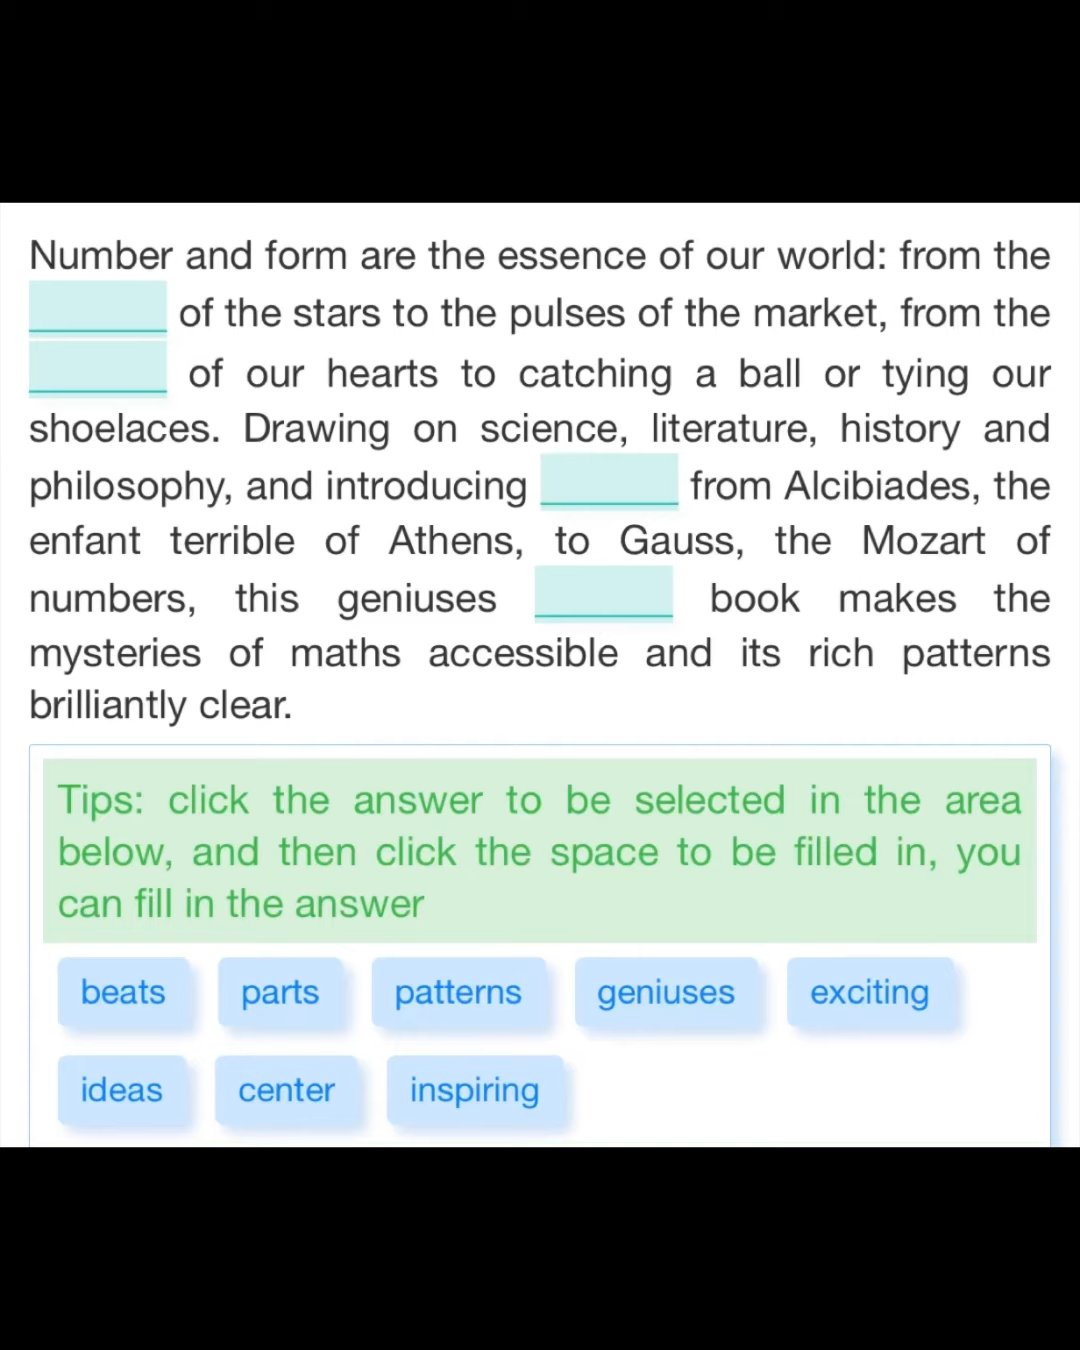 Number and form are the essence of our world: from the
of the stars to the pulses of the market, from the
of our hearts to catching a ball or tying our
shoelaces. Drawing on science, literature, history and
philosophy, and introducing from Alcibiades, the
enfant terrible of Athens, to Gauss, the Mozart of
numbers, this geniuses book makes the
mysteries of maths accessible and its rich patterns
brilliantly clear.
Tips: click the answer to be selected in the area
below, and then click the space to be filled in, you
can fill in the answer
beats parts patterns geniuses exciting
ideas center inspiring